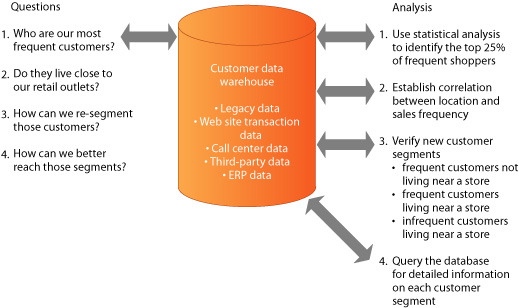 Questions
1. Who are our most
frequent customers?
2. Do they live close to
our retail outlets?
3. How can we re-segment
those customers?
4. How can we better
reach those segments?
Customer data
warehouse
• Legacy data
• Web site transaction
data
• Call center data
• Third-party data
• ERP data
Analysis
1. Use statistical analysis
to identify the top 25%
of frequent shoppers
2. Establish correlation
between location and
sales frequency
3. Verify new customer
segments
• frequent customers not
living near a store
• frequent customers
living near a store
• infrequent customers
living near a store
4. Query the database
for detailed information
on each customer
segment